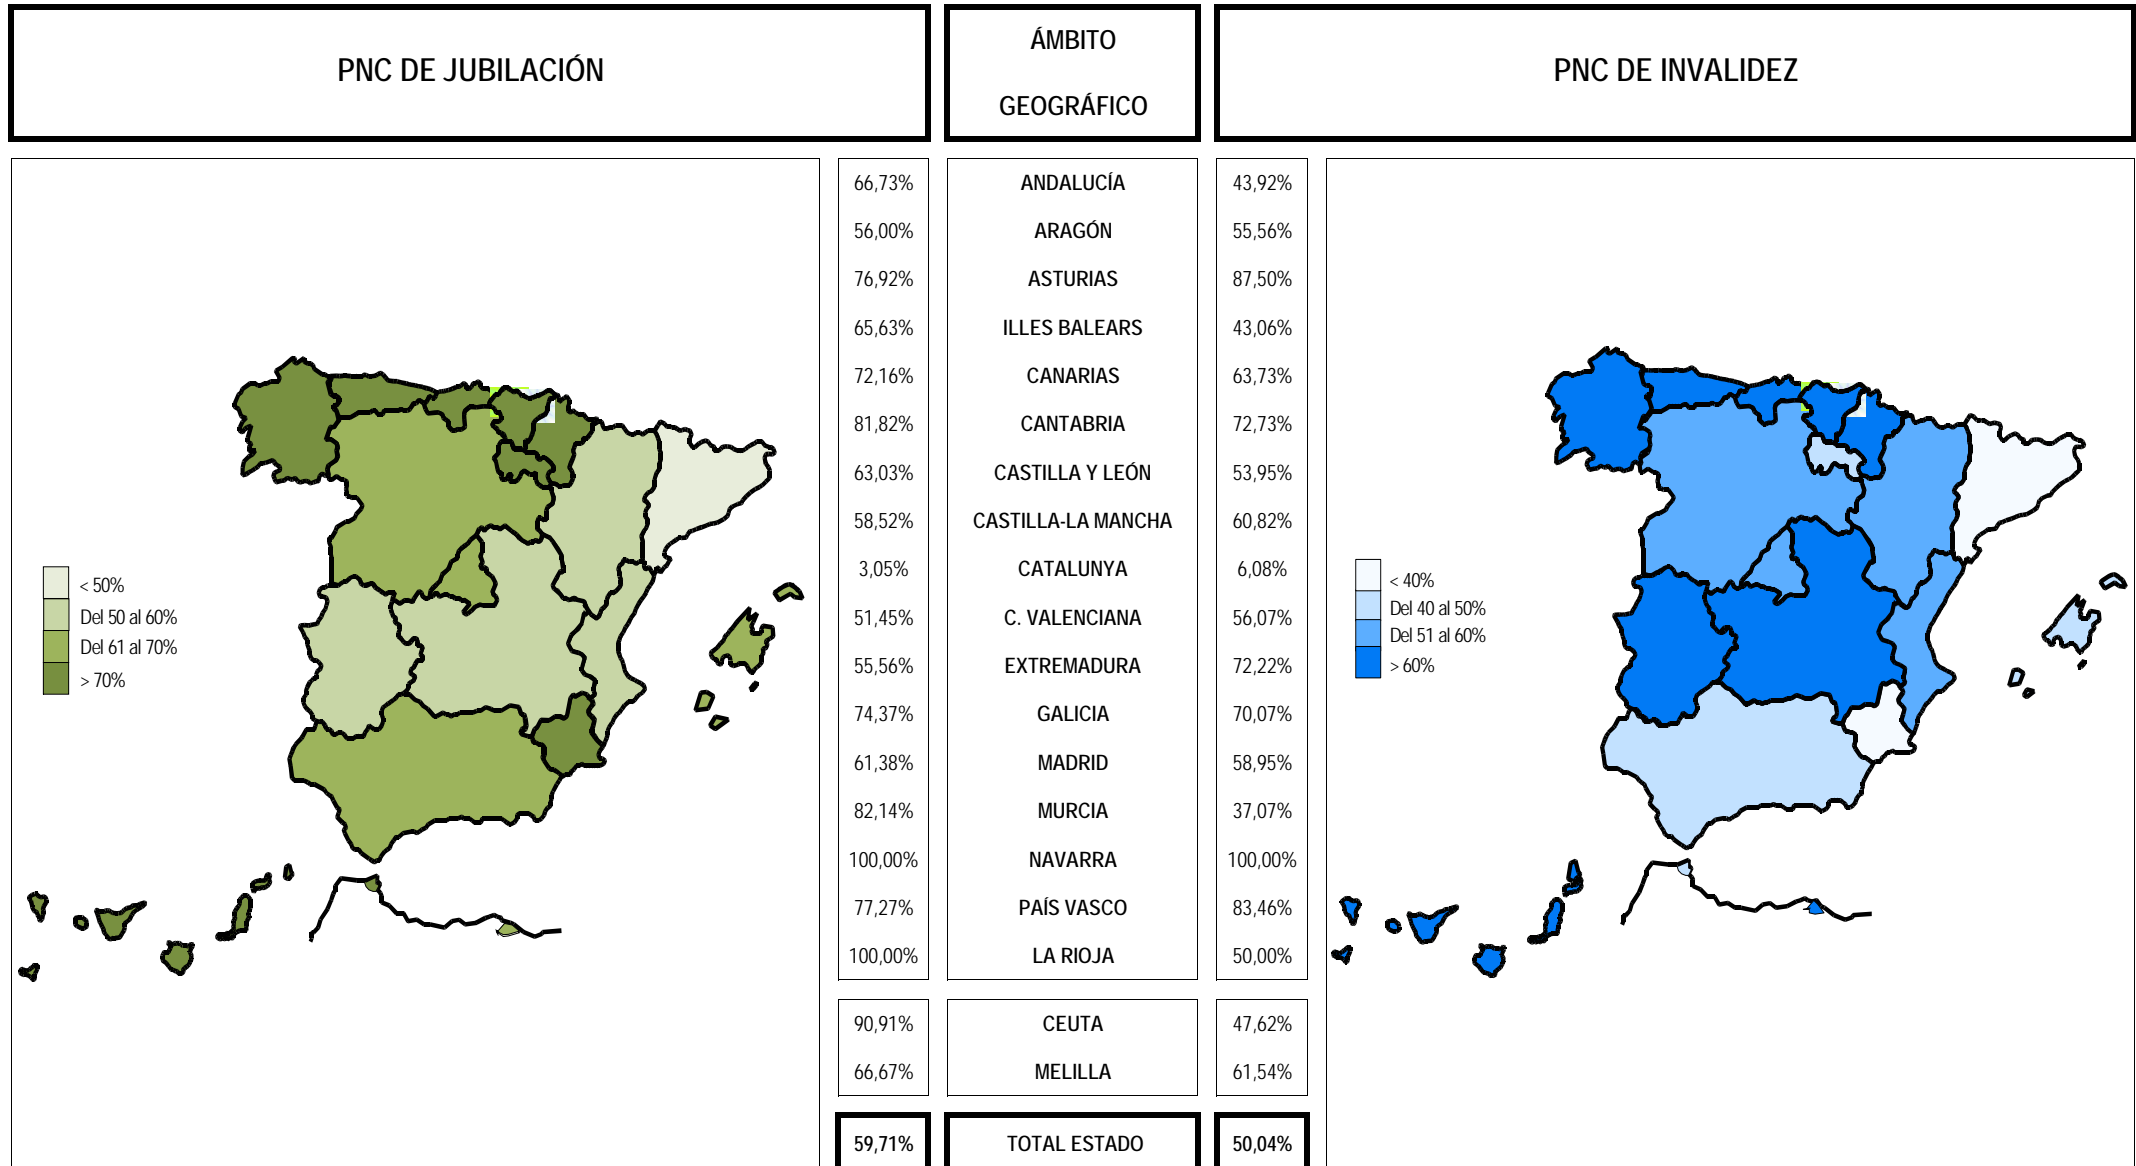 PNC DE JUBILACIÓN
ÁMBITO
GEOGRÁFICO
PNC DE INVALIDEZ
66,73% ANDALUCÍA 43,92%
56,00% ARAGÓN 55,56%
76,92% ASTURIAS 87,50%
65,63% ILLES BALEARS 43,06%
72,16% CANARIAS 63,73%
81,82% CANTABRIA 72,73%
63,03% CASTILLA Y LEÓN 53,95%
58,52% CASTILLA-LA MANCHA 60,82%
3,05% CATALUNYA 6,08%
51,45% C. VALENCIANA 56,07%
55,56% EXTREMADURA 72,22%
74,37% GALICIA 70,07%
61,38% MADRID 58,95%
82,14% MURCIA 37,07%
100,00% NAVARRA 100,00%
77,27% PAÍS VASCO 83,46%
100,00% LA RIOJA 50,00%
90,91% CEUTA 47,62%
66,67% MELILLA 61,54%
59,71% TOTAL ESTADO 50,04%
< 50%
Del 50 al 60%
Del 61 al 70%
> 70%
< 40%
Del 40 al 50%
Del 51 al 60%
> 60%